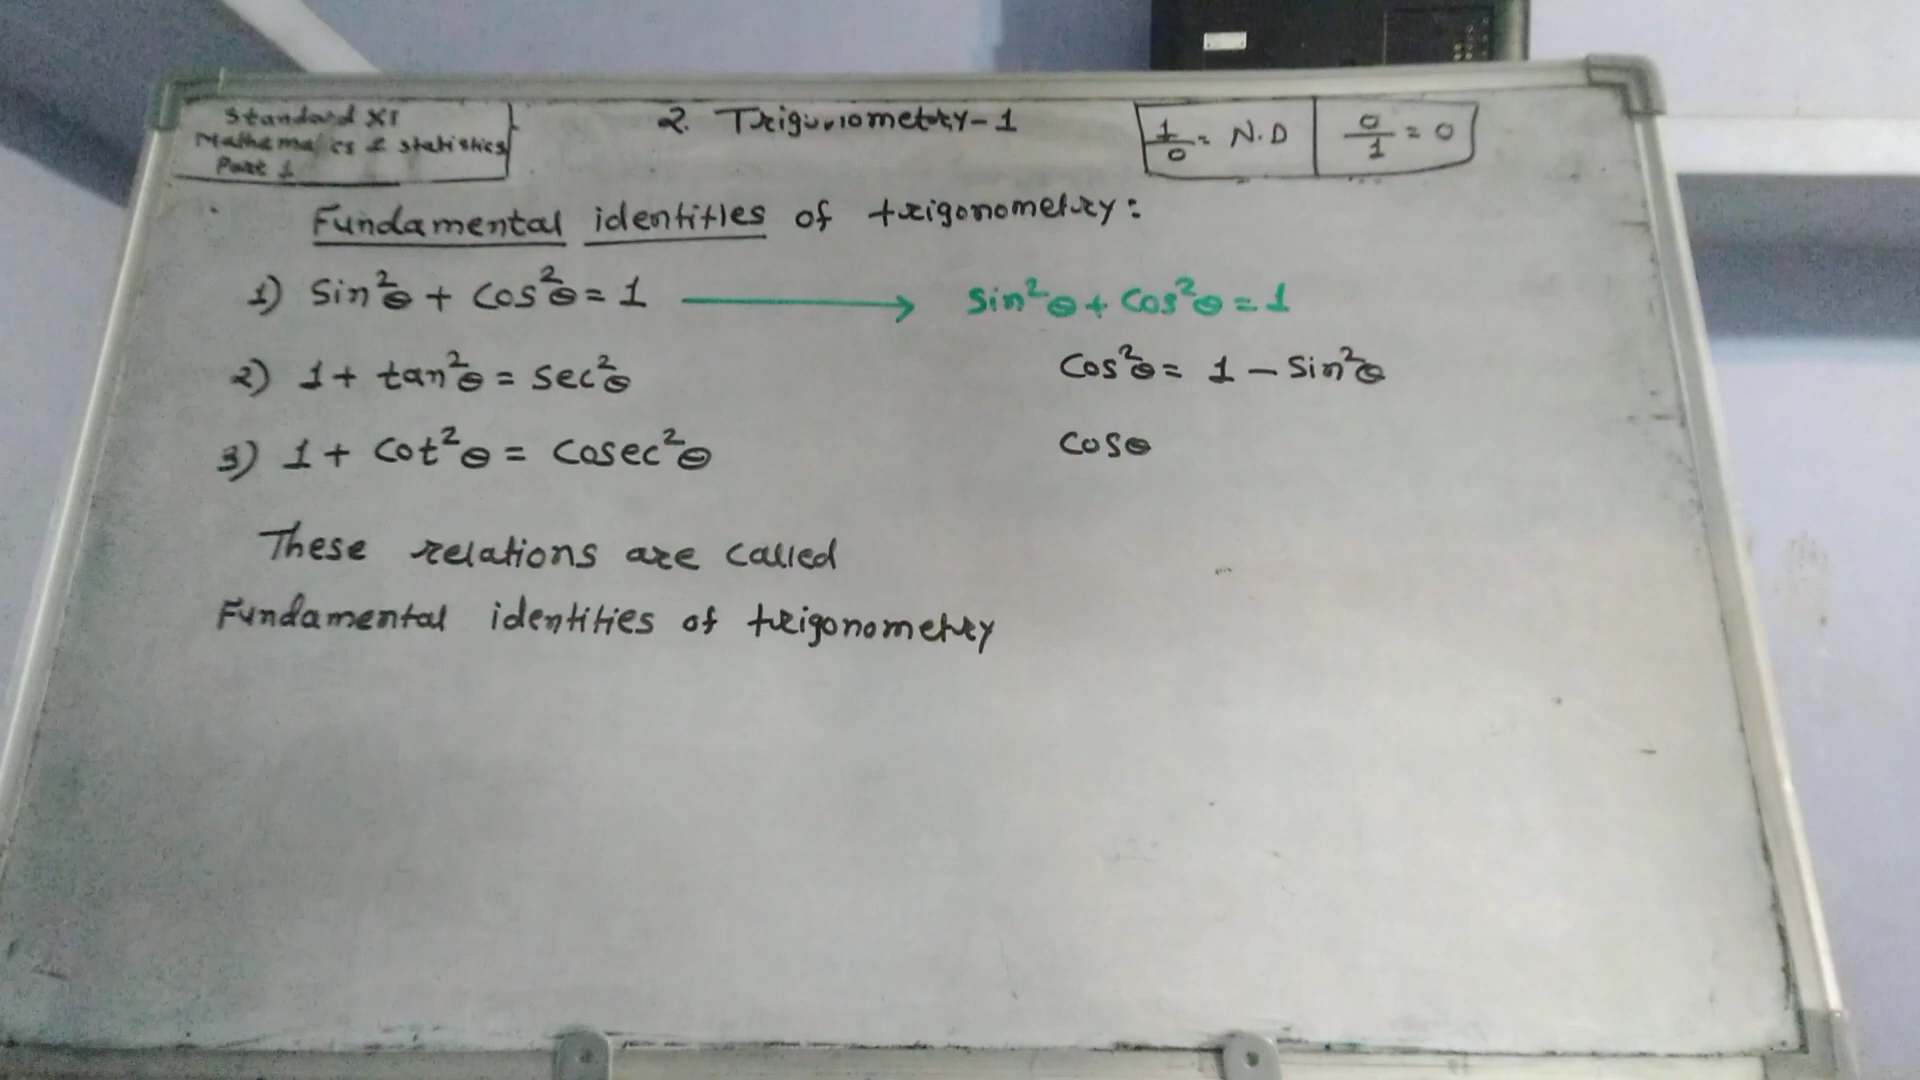 Standard XI
Mathematics & statistics
Part 1
2. Trigonometry-1
1/0 = N.D
0/1 = 0
Fundamental identities of trigonometry:
1) Sin²θ + Cos²θ = 1
Sin²θ + Cos²θ = 1
2) 1 + tan²θ = Sec²θ
Cos²θ = 1 - Sin²θ
3) 1 + Cot²θ = Cosec²θ
Cosθ
These relations are called
Fundamental identities of trigonometry